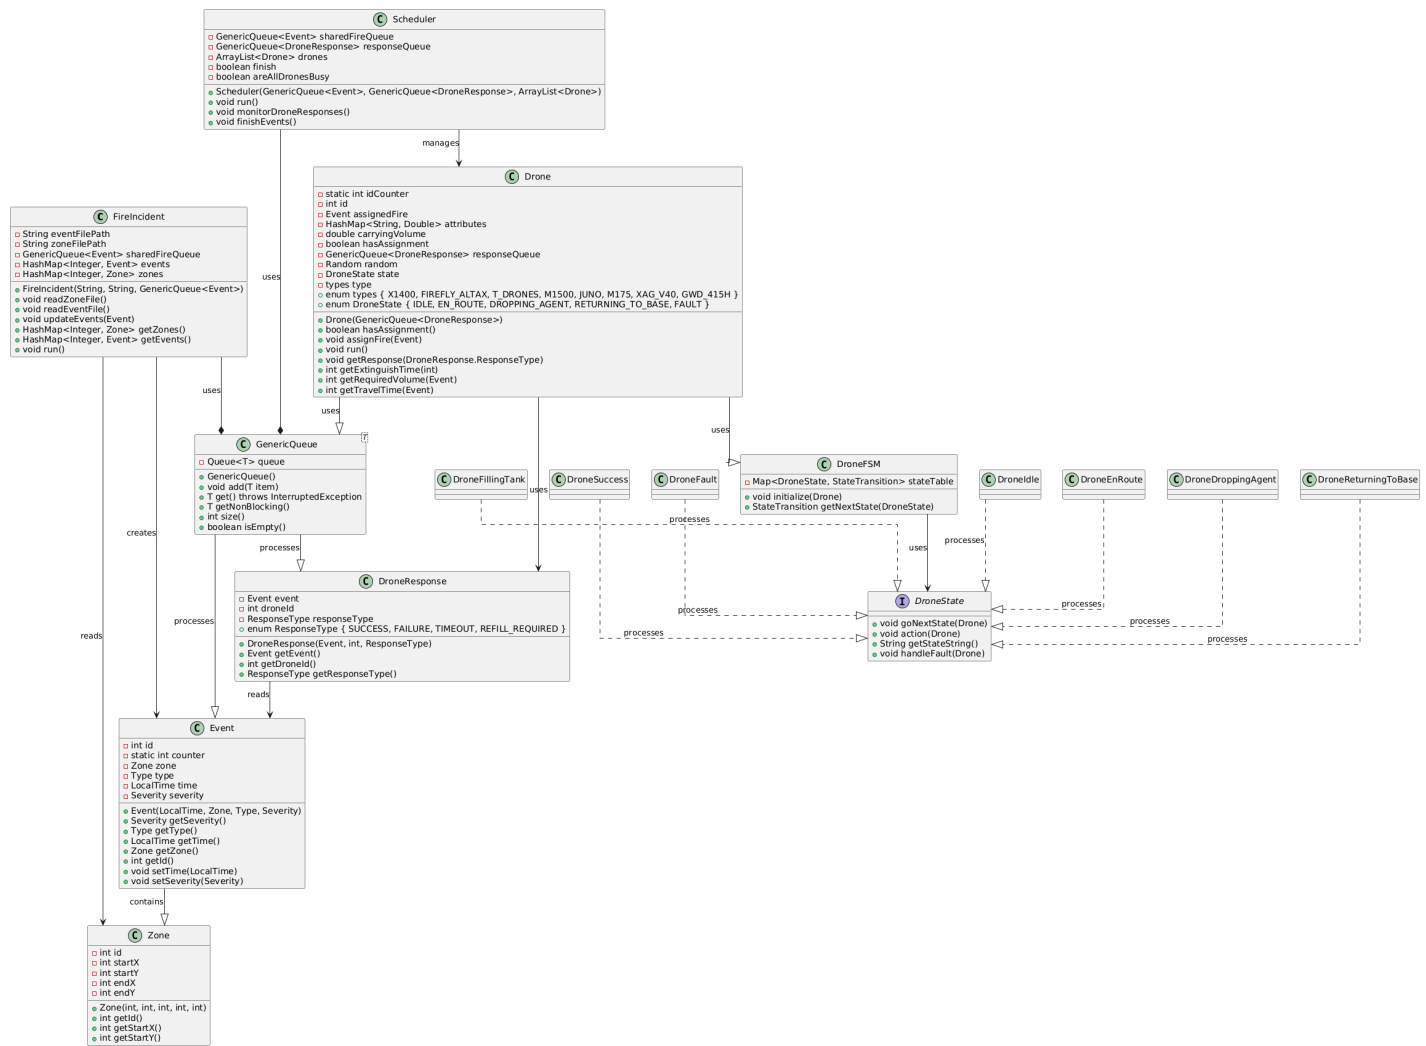 C Scheduler
GenericQueue<Event> sharedFireQueue
GenericQueue<DroneResponse> responseQueue
ArrayList<Drone> drones
boolean finish
boolean areAllDronesBusy
Scheduler(GenericQueue<Event>, GenericQueue<DroneResponse>, ArrayList<Drone>)
void run()
void monitorDroneResponses()
void finishEvents()
manages
uses
C Drone
static int idCounter
int id
Event assignedFire
HashMap<String, Double> attributes
double carryingVolume
boolean hasAssignment
GenericQueue<DroneResponse> responseQueue
Random random
DroneState state
types type
enum types { X1400, FIREFLY_ALTAX, T_DRONES, M1500, JUNO, M175, XAG_V40, GWD_415H }
enum DroneState { IDLE, EN_ROUTE, DROPPING_AGENT, RETURNING_TO_BASE, FAULT }
Drone(GenericQueue<DroneResponse>)
boolean hasAssignment()
void assignFire(Event)
void run()
void getResponse(DroneResponse.ResponseType)
int getExtinguishTime(int)
int getRequiredVolume(Event)
int getTravelTime(Event)
C FireIncident
String eventFilePath
String zoneFilePath
GenericQueue<Event> sharedFireQueue
HashMap<Integer, Event> events
HashMap<Integer, Zone> zones
FireIncident(String, String, GenericQueue<Event>)
void readZoneFile()
void readEventFile()
void updateEvents(Event)
HashMap<Integer, Zone> getZones()
HashMap<Integer, Event> getEvents()
void run()
uses
uses
uses
uses
C GenericQueue T
Queue<T> queue
GenericQueue()
void add(T item)
T get() throws InterruptedException
T getNonBlocking()
int size()
boolean isEmpty()
C DroneFillingTank
C DroneSuccess
C DroneFault
C DroneFSM
Map<DroneState, StateTransition> stateTable
void initialize(Drone)
StateTransition getNextState(DroneState)
C DroneIdle
C DroneEnRoute
C DroneDroppingAgent
C DroneReturningToBase
creates
processes
processes
uses
processes
processes
processes
processes
processes
processes
processes
C DroneResponse
Event event
int droneId
ResponseType responseType
enum ResponseType { SUCCESS, FAILURE, TIMEOUT, REFILL_REQUIRED }
DroneResponse(Event, int, ResponseType)
Event getEvent()
int getDroneId()
ResponseType getResponseType()
I DroneState
void goNextState(Drone)
void action(Drone)
String getStateString()
void handleFault(Drone)
reads
reads
C Event
int id
static int counter
Zone zone
Type type
LocalTime time
Severity severity
Event(LocalTime, Zone, Type, Severity)
Severity getSeverity()
Type getType()
LocalTime getTime()
Zone getZone()
int getId()
void setTime(LocalTime)
void setSeverity(Severity)
contains
C Zone
int id
int startX
int startY
int endX
int endY
Zone(int, int, int, int, int)
int getId()
int getStartX()
int getStartY()